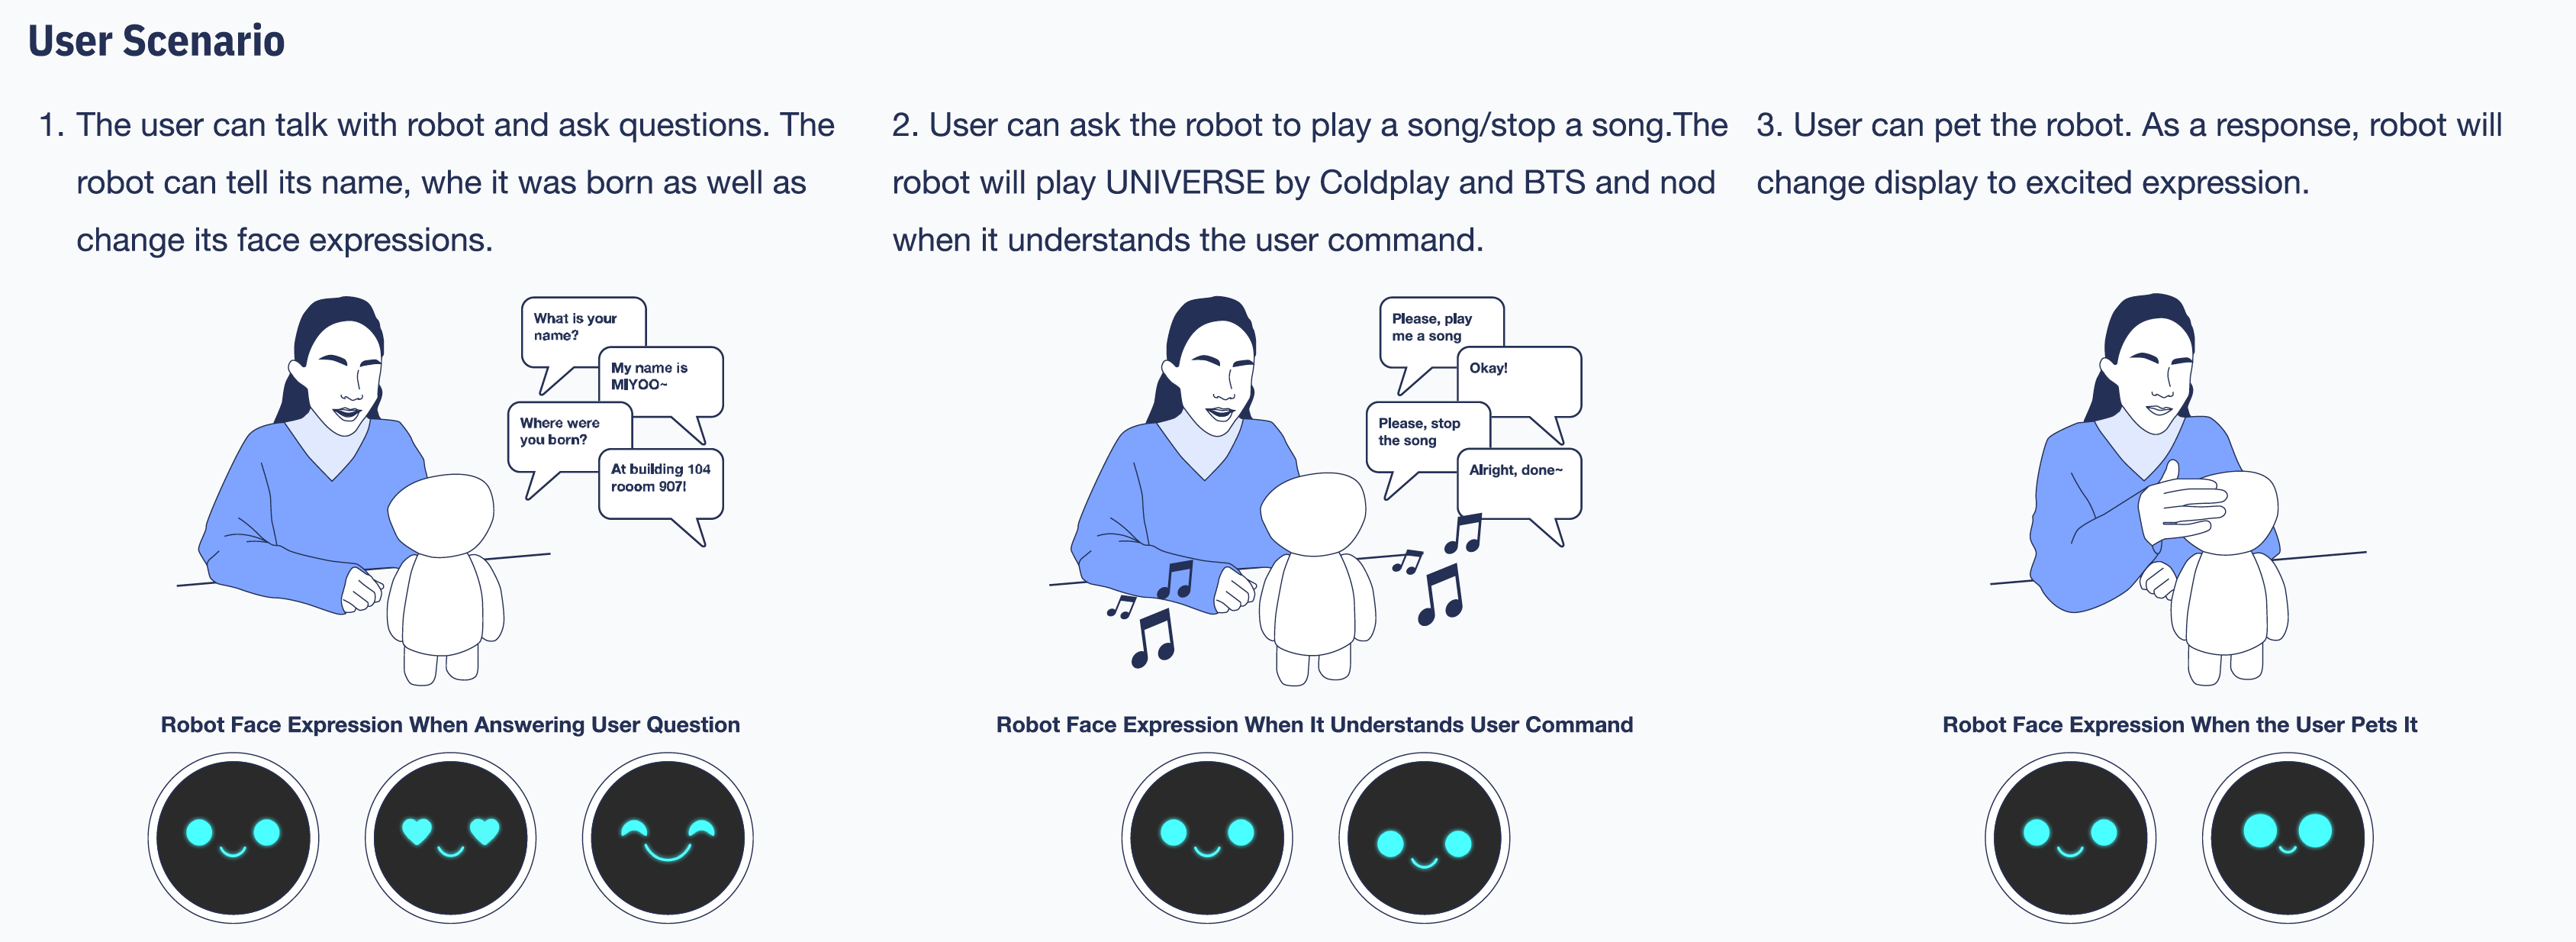 User Scenario
1. The user can talk with robot and ask questions. The
robot can tell its name, whe it was born as well as
change its face expressions.
What is your
name?
My name is
MIYOO~
Where were
you born?
At building 104
rooom 907!
Robot Face Expression When Answering User Question
2. User can ask the robot to play a song/stop a song.The
robot will play UNIVERSE by Coldplay and BTS and nod
when it understands the user command.
Please, play
me a song
Okay!
Please, stop
the song
Alright, done~
Robot Face Expression When It Understands User Command
3. User can pet the robot. As a response, robot will
change display to excited expression.
Robot Face Expression When the User Pets It